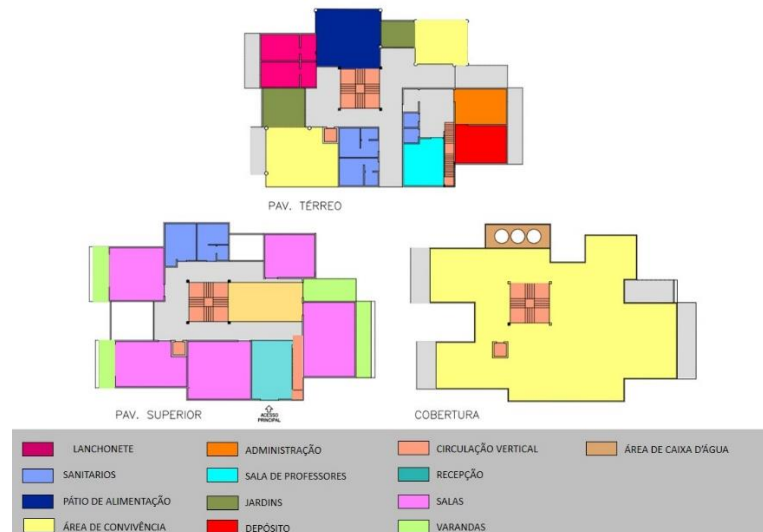 PAV. TÉRREO
PAV. SUPERIOR
ACESSO
PRINCIPAL
COBERTURA
LANCHONETE
ADMINISTRAÇÃO
CIRCULAÇÃO VERTICAL
ÁREA DE CAIXA D'ÁGUA
SANITARIOS
SALA DE PROFESSORES
RECEPÇÃO
PÁTIO DE ALIMENTAÇÃO
JARDINS
SALAS
ÁREA DE CONVIVÊNCIA
DEPÓSITO
VARANDAS